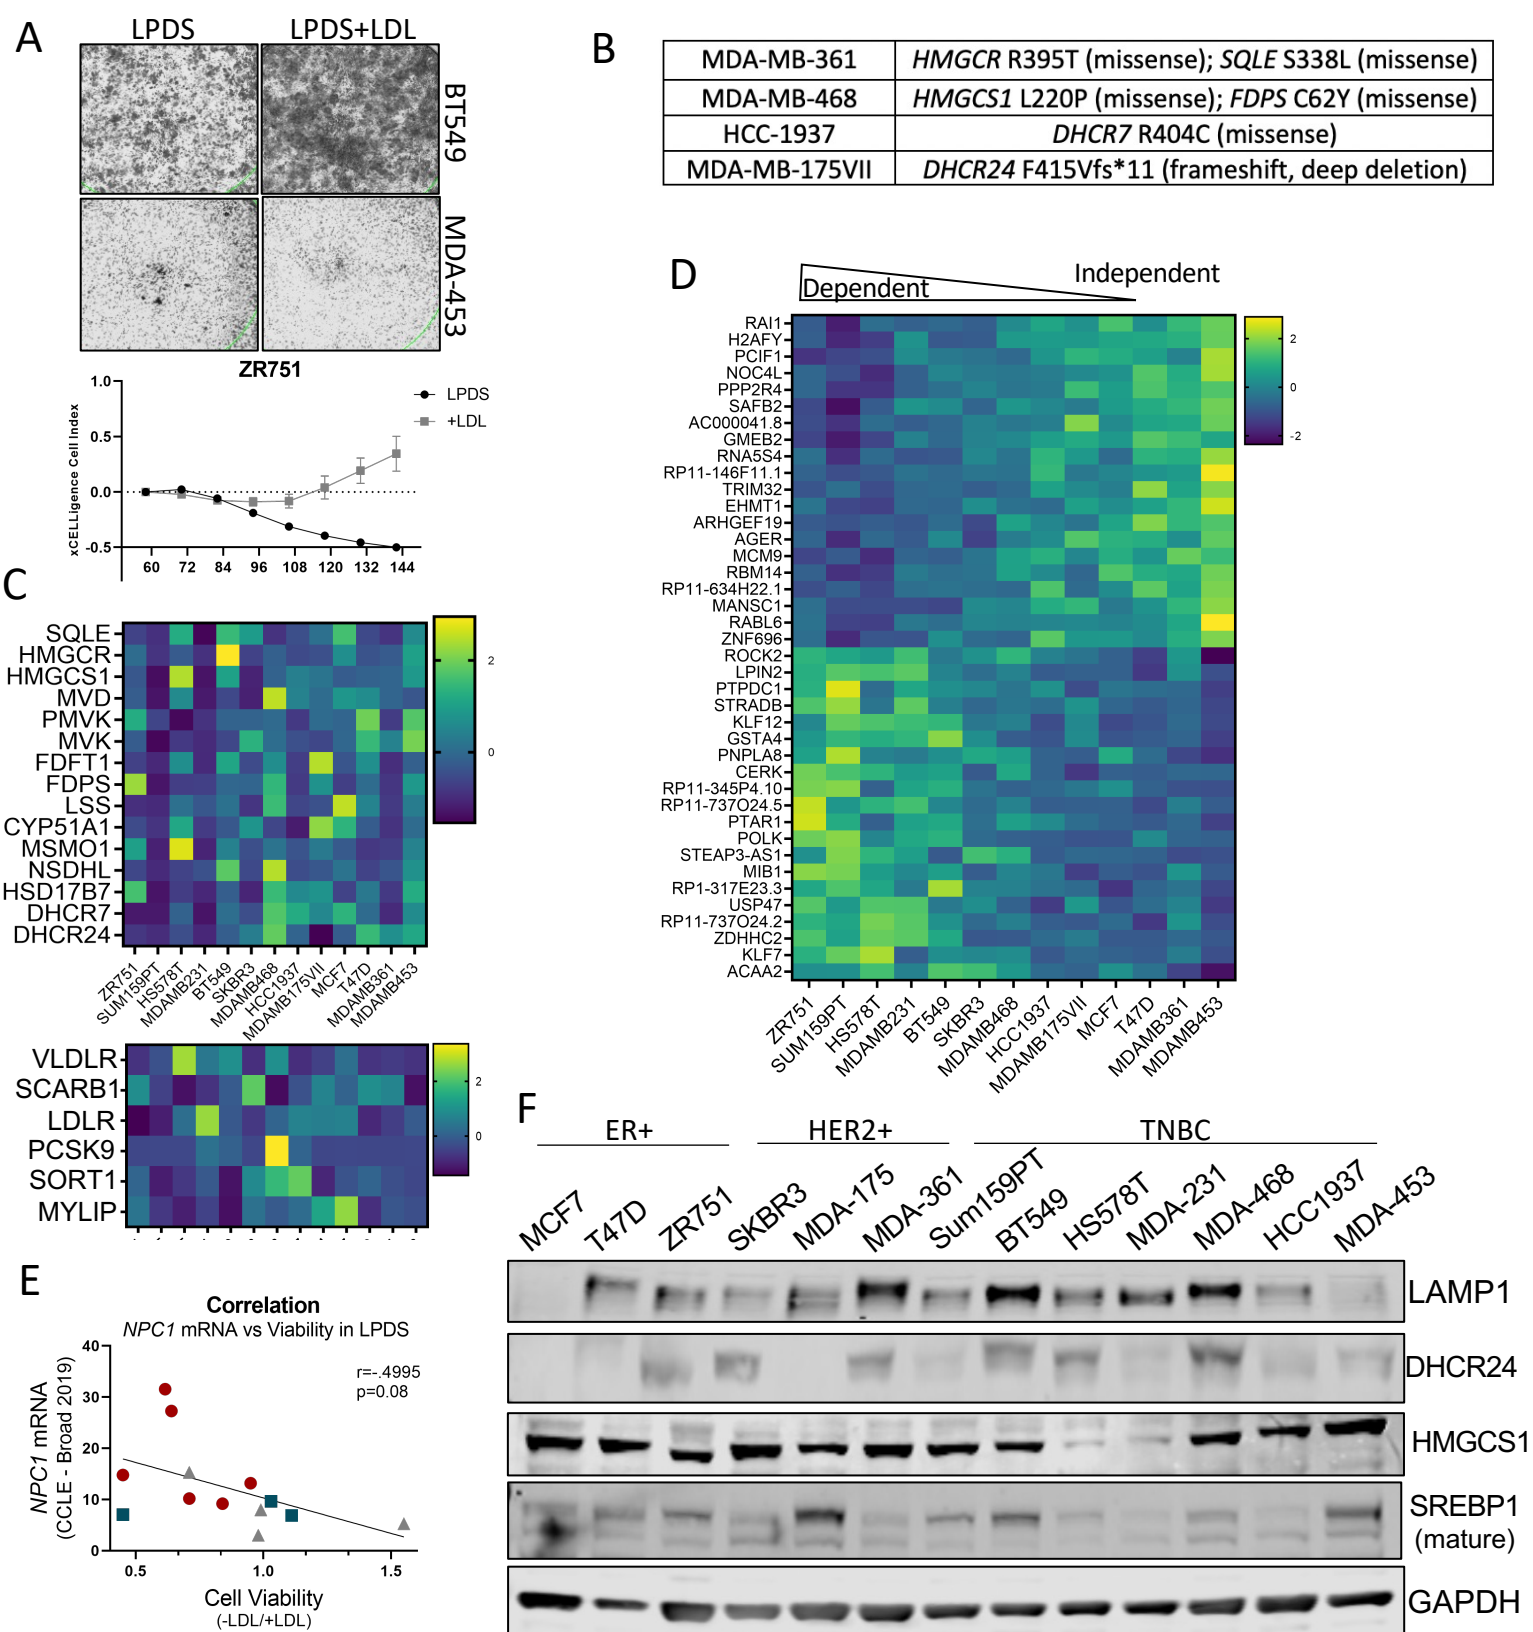 A
LPDS
LPDS+LDL
BT549
MDA-453
ZR751
xCELLigence Cell Index
1.0
0.5
0.0
-0.5
60 72 84 96 108 120 132 144
LPDS
+LDL
B
MDA-MB-361 HMGCR R395T (missense); SQLE S338L (missense)
MDA-MB-468 HMGCS1 L220P (missense); FDPS C62Y (missense)
HCC-1937 DHCR7 R404C (missense)
MDA-MB-175VII DHCR24 F415Vfs*11 (frameshift, deep deletion)
C
SQLE
HMGCR
HMGCS1
MVD
PMVK
MVK
FDFT1
FDPS
LSS
CYP51A1
MSMO1
NSDHL
HSD17B7
DHCR7
DHCR24
2
0
ZR751
SUM159PT
HS578T
MDAMB231
BT549
SKBR3
MDAMB468
HCC1937
MDAMB175VII
MCF7
T47D
MDAMB361
MDAMB453
VLDLR
SCARB1
LDLR
PCSK9
SORT1
MYLIP
2
0
D
Dependent
Independent
RAI1
H2AFY
PCIF1
NOC4L
PPP2R4
SAFB2
AC000041.8
GMEB2
RNA5S4
RP11-146F11.1
TRIM32
EHMT1
ARHGEF19
AGER
MCM9
RBM14
RP11-634H22.1
MANSC1
RABL6
ZNF696
ROCK2
LPIN2
PTPDC1
STRADB
KLF12
GSTA4
PNPLA8
CERK
RP11-345P4.10
RP11-737O24.5
PTAR1
POLK
STEAP3-AS1
MIB1
RP1-317E23.3
USP47
RP11-737O24.2
ZDHHC2
KLF7
ACAA2
2
0
-2
ZR751
SUM159PT
HS578T
MDAMB231
BT549
SKBR3
MDAMB468
HCC1937
MDAMB175VII
MCF7
T47D
MDAMB361
MDAMB453
E
Correlation
NPC1 mRNA vs Viability in LPDS
r=-.4995
p=0.08
NPC1 mRNA
(CCLE - Broad 2019)
40
30
20
10
0
0.5 1.0 1.5
Cell Viability
(-LDL/+LDL)
F
ER+ HER2+ TNBC
MCF7
T47D
ZR751
SKBR3
MDA-175
MDA-361
Sum159PT
BT549
HS578T
MDA-231
MDA-468
HCC1937
MDA-453
LAMP1
DHCR24
HMGCS1
SREBP1
(mature)
GAPDH